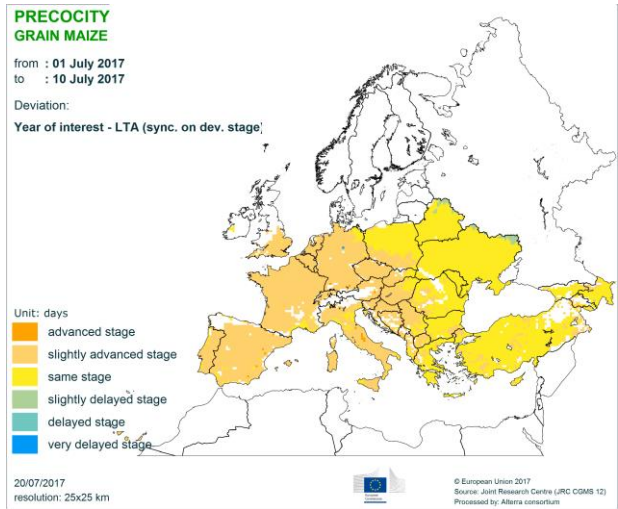 PRECOCITY
GRAIN MAIZE
from : 01 July 2017
to : 10 July 2017
Deviation:
Year of interest - LTA (sync. on dev. stage)
Unit: days
advanced stage
slightly advanced stage
same stage
slightly delayed stage
delayed stage
very delayed stage
20/07/2017
resolution: 25x25 km
© European Union 2017
Source: Joint Research Centre (JRC CGMS 12)
Processed by: Alterra consortium